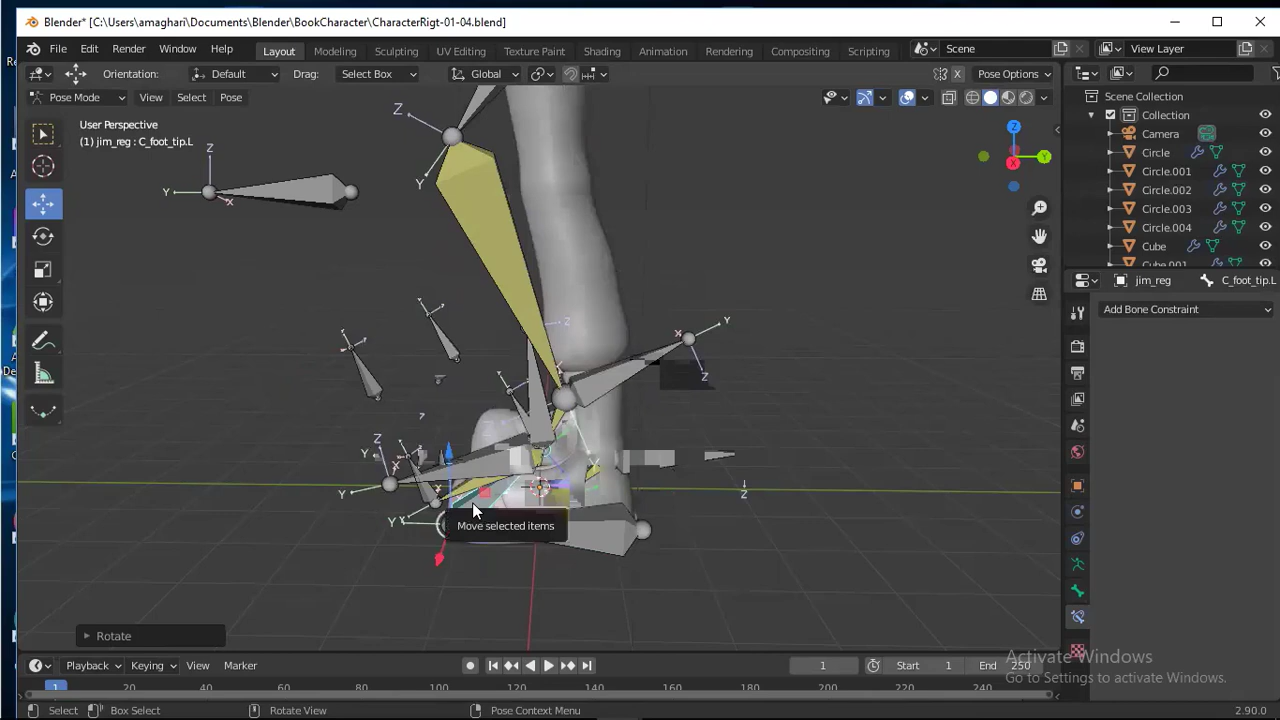 Blender* [C:\Users\amaghari\Documents\Blender\BookCharacter\CharacterRigt-01-04.blend]
File Edit Render Window Help Layout Modeling Sculpting UV Editing Texture Paint Shading Animation Rendering Compositing Scripting Scene View Layer
Orientation: Default Drag: Select Box Global X Pose Options
Pose Mode View Select Pose
User Perspective
(1) jim_reg : C_foot_tip.L
Scene Collection
Collection
Camera
Circle
Circle.001
Circle.002
Circle.003
Circle.004
Cube
Cube.001
jim_reg C_foot_tip.L
Add Bone Constraint
Move selected items
Rotate
Playback Keying View Marker 1 Start 1 End 250
1 20 40 60 80 100 120 140 160 180 200 220 240
Activate Windows
Go to Settings to activate Windows.
Select Box Select Rotate View Pose Context Menu 2.90.0